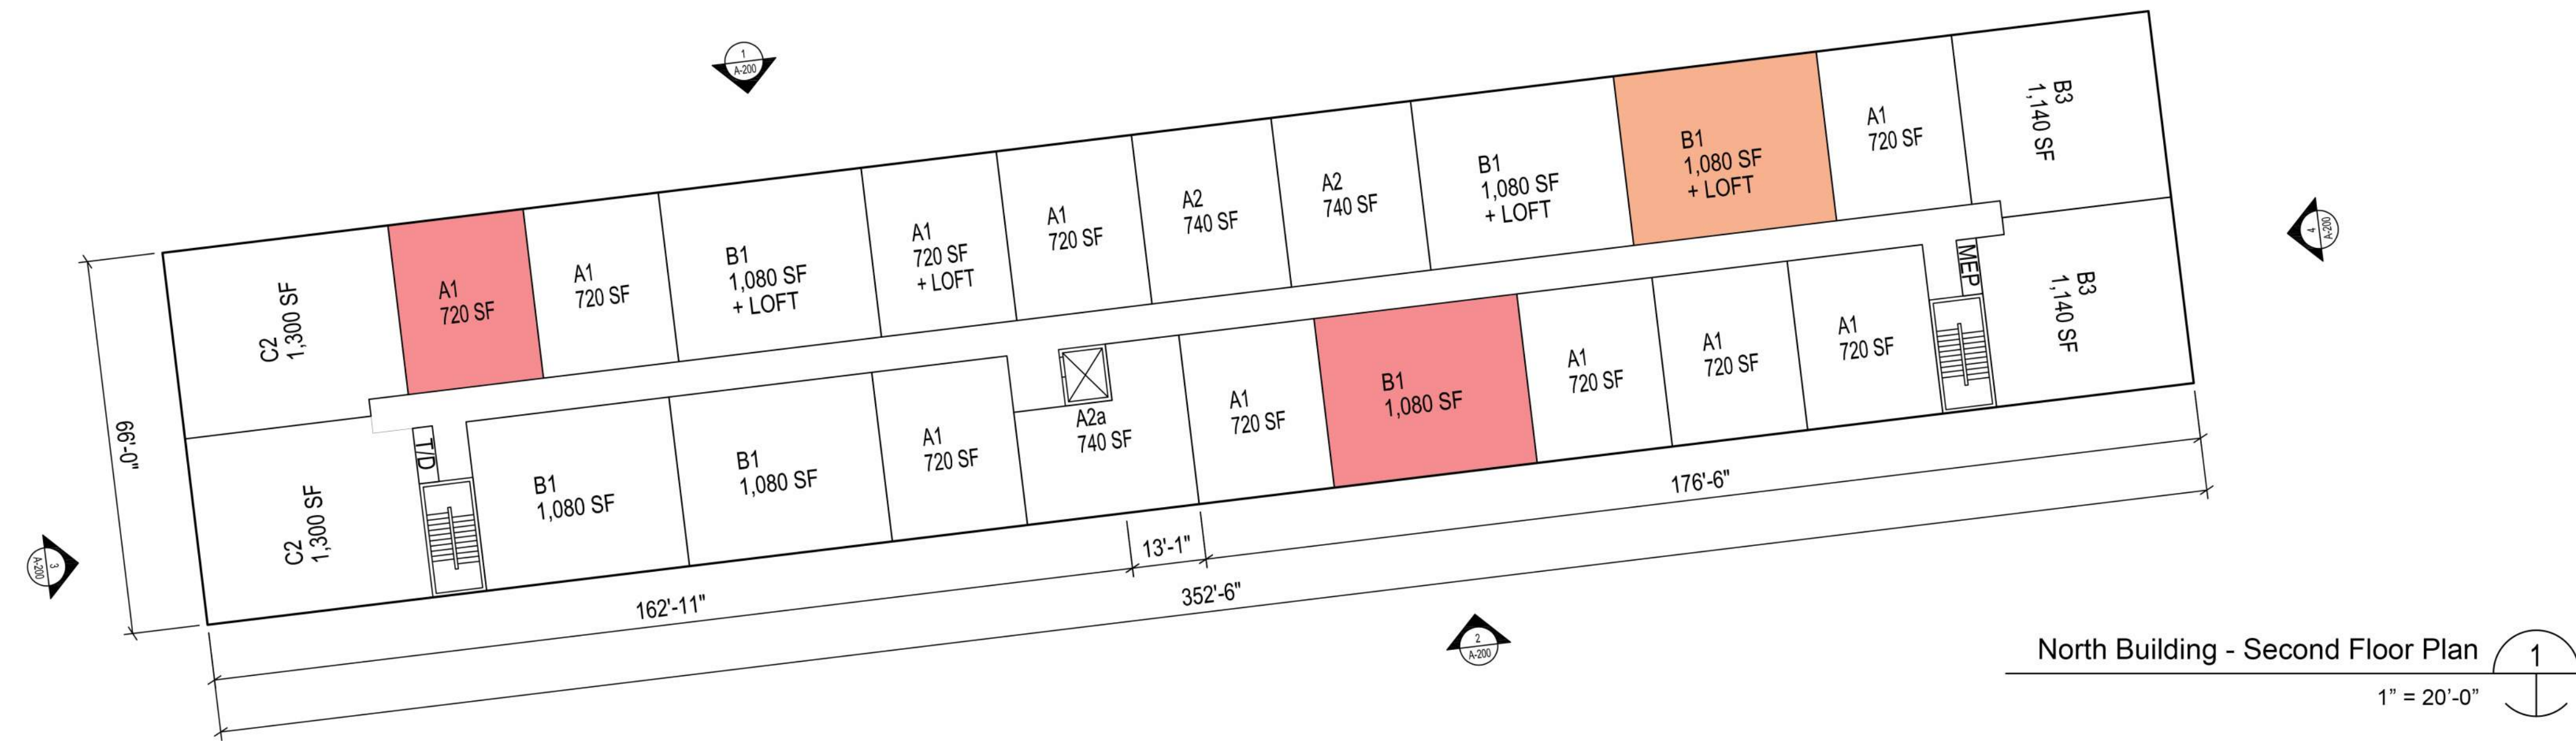 1
A-200
C2
1,300 SF
A1
720 SF
A1
720 SF
B1
1,080 SF
+ LOFT
A1
720 SF
+ LOFT
A1
720 SF
A2
740 SF
A2
740 SF
B1
1,080 SF
+ LOFT
B1
1,080 SF
+ LOFT
A1
720 SF
B3
1,140 SF
4
A-200
66'-0"
C2
1,300 SF
T/D
B1
1,080 SF
B1
1,080 SF
A1
720 SF
A2a
740 SF
A1
720 SF
B1
1,080 SF
A1
720 SF
A1
720 SF
A1
720 SF
MEP
B3
1,140 SF
3
A-200
162'-11"
13'-1"
176'-6"
352'-6"
2
A-200
North Building - Second Floor Plan
1
1” = 20’-0”